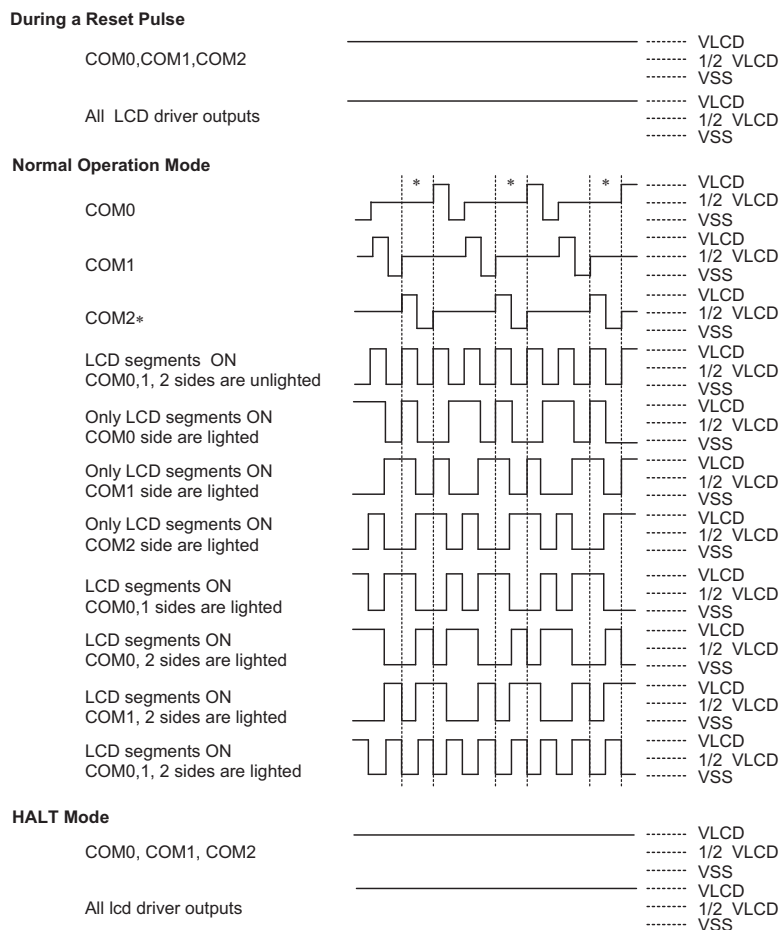 During a Reset Pulse
COM0,COM1,COM2
VLCD
1/2 VLCD
VSS
All LCD driver outputs
VLCD
1/2 VLCD
VSS
Normal Operation Mode
* * *
COM0
VLCD
1/2 VLCD
VSS
COM1
VLCD
1/2 VLCD
VSS
COM2*
VLCD
1/2 VLCD
VSS
LCD segments ON
COM0,1, 2 sides are unlighted
VLCD
1/2 VLCD
VSS
Only LCD segments ON
COM0 side are lighted
VLCD
1/2 VLCD
VSS
Only LCD segments ON
COM1 side are lighted
VLCD
1/2 VLCD
VSS
Only LCD segments ON
COM2 side are lighted
VLCD
1/2 VLCD
VSS
LCD segments ON
COM0,1 sides are lighted
VLCD
1/2 VLCD
VSS
LCD segments ON
COM0, 2 sides are lighted
VLCD
1/2 VLCD
VSS
LCD segments ON
COM1, 2 sides are lighted
VLCD
1/2 VLCD
VSS
LCD segments ON
COM0,1, 2 sides are lighted
VLCD
1/2 VLCD
VSS
HALT Mode
COM0, COM1, COM2
VLCD
1/2 VLCD
VSS
All lcd driver outputs
VLCD
1/2 VLCD
VSS